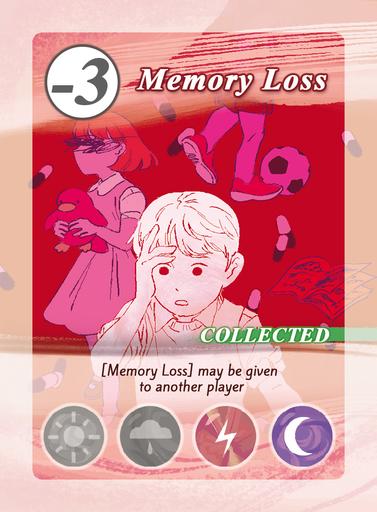 -3
Memory Loss
COLLECTED
[Memory Loss] may be given
to another player